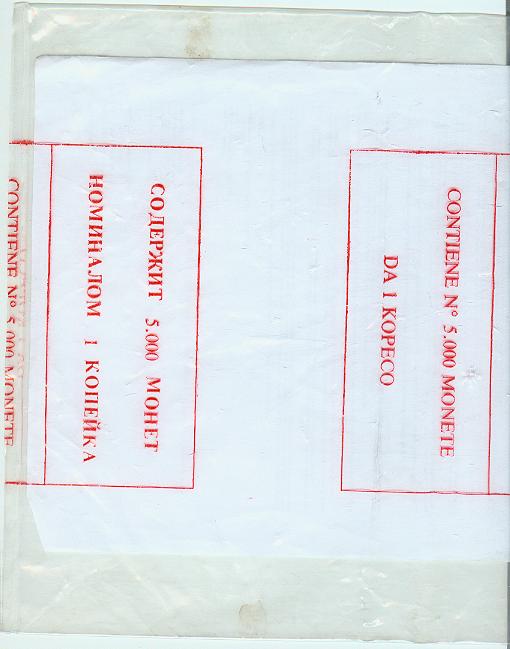 CONTIENE N° 5.000 MONETE
DA 1 KOPECO
СОДЕРЖИТ 5.000 МОНЕТ
НОМИНАЛОМ 1 КОПЕЙКА
CONTIENE N° 5.000 MONETE